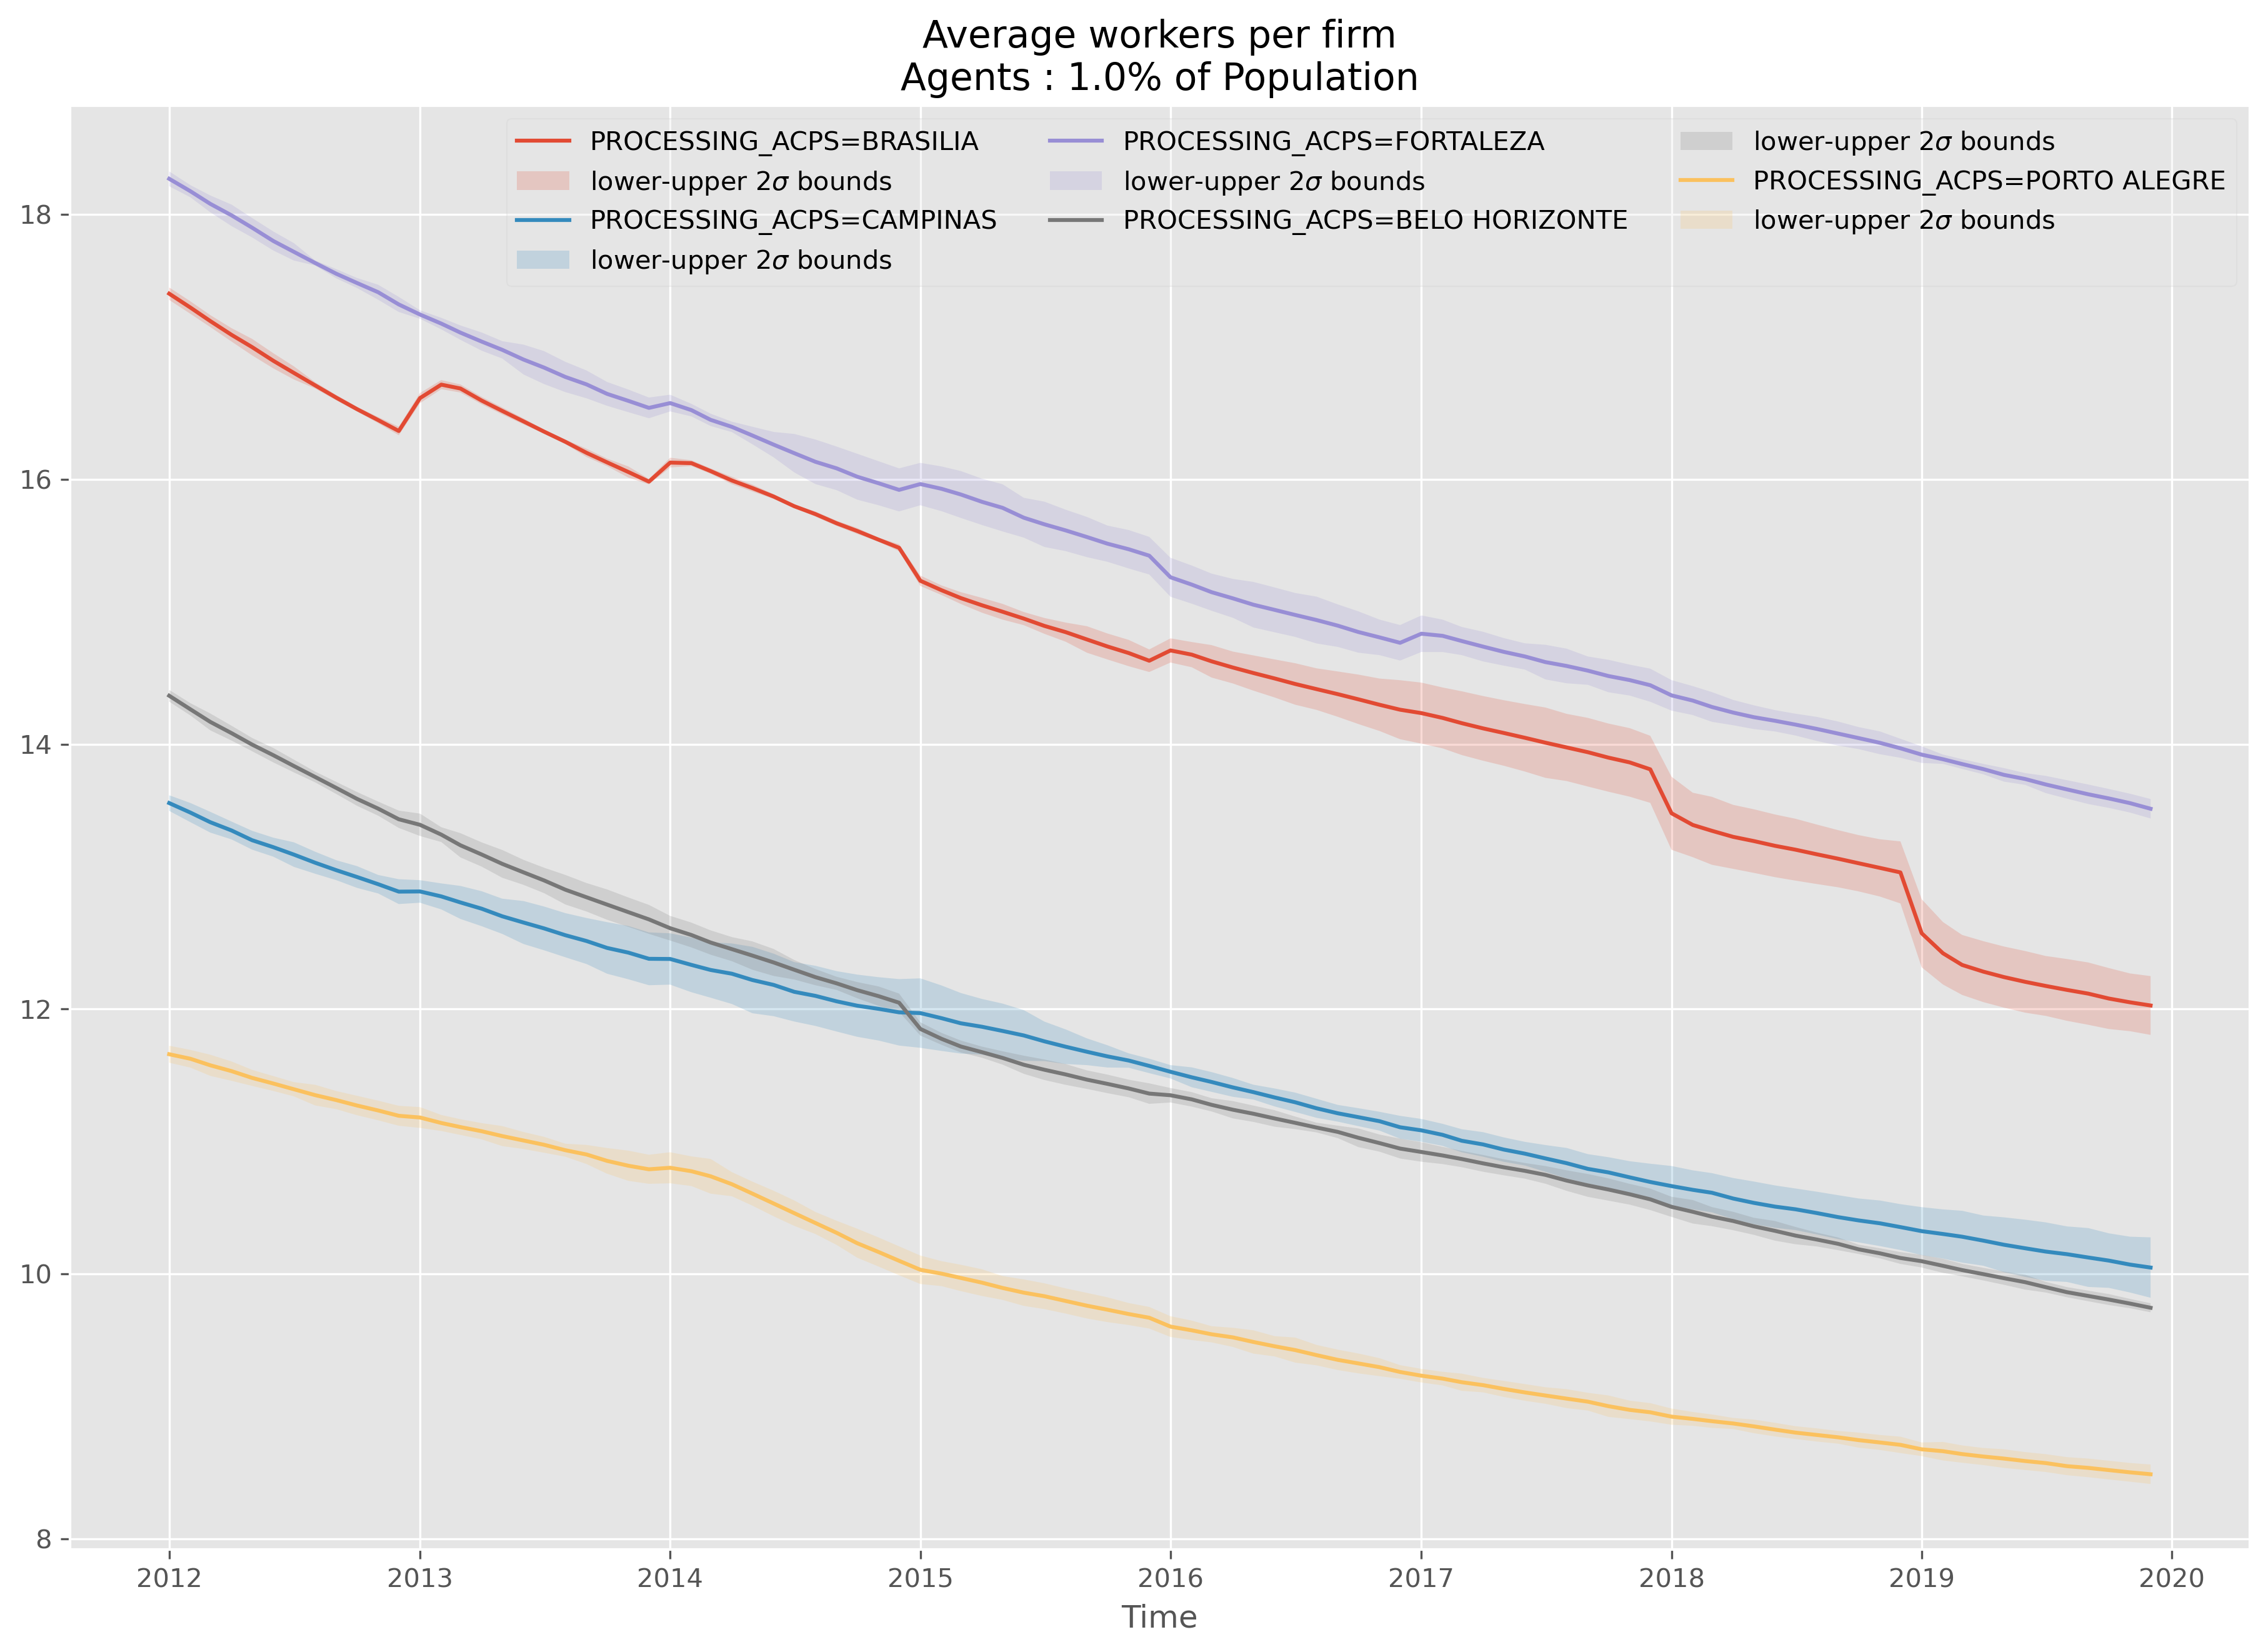 Average workers per firm
Agents : 1.0% of Population
PROCESSING_ACPS=BRASILIA
lower-upper 2σ bounds
PROCESSING_ACPS=CAMPINAS
lower-upper 2σ bounds
PROCESSING_ACPS=FORTALEZA
lower-upper 2σ bounds
PROCESSING_ACPS=BELO HORIZONTE
lower-upper 2σ bounds
PROCESSING_ACPS=PORTO ALEGRE
lower-upper 2σ bounds
18
16
14
12
10
8
2012 2013 2014 2015 2016 2017 2018 2019 2020
Time